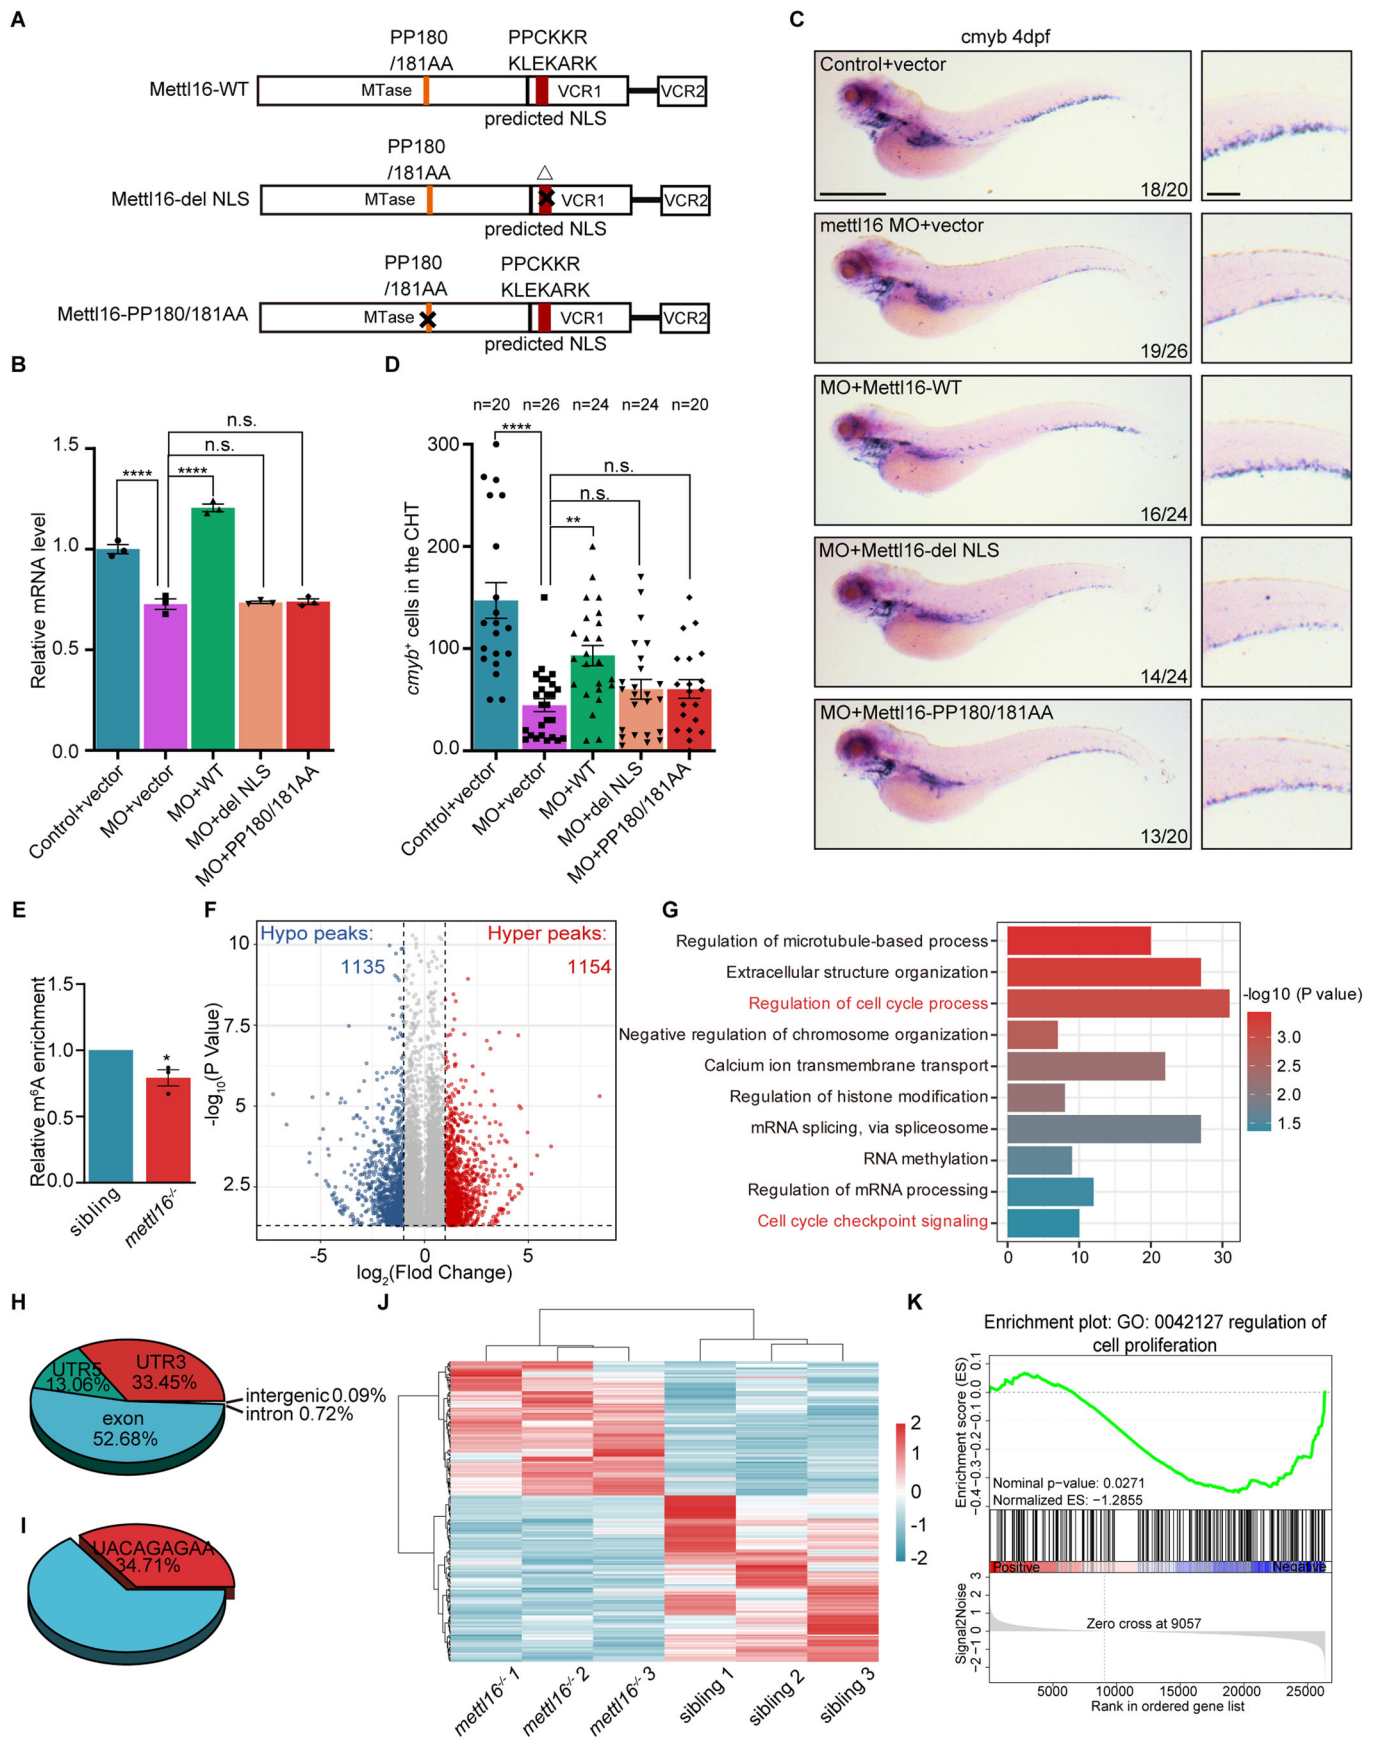 A
PP180
/181AA
PPCKKR
KLEKARK
Mettl16-WT
MTase
VCR1
VCR2
predicted NLS
PP180
/181AA
△
Mettl16-del NLS
MTase
VCR1
VCR2
predicted NLS
PP180
/181AA
PPCKKR
KLEKARK
Mettl16-PP180/181AA
MTase
VCR1
VCR2
predicted NLS
B
Relative mRNA level
1.5
1.0
0.5
0.0
****
****
n.s.
n.s.
Control+vector
MO+vector
MO+WT
MO+del NLS
MO+PP180/181AA
C
cmyb 4dpf
Control+vector
18/20
mettl16 MO+vector
19/26
MO+Mettl16-WT
16/24
MO+Mettl16-del NLS
14/24
MO+Mettl16-PP180/181AA
13/20
D
n=20 n=26 n=24 n=24 n=20
cmyb+ cells in the CHT
300
200
100
0.0
****
**
n.s.
n.s.
Control+vector
MO+vector
MO+WT
MO+del NLS
MO+PP180/181AA
E
Relative m6A enrichment
1.5
1.0
0.5
0.0
*
sibling
mettl16-/-
F
Hypo peaks:
1135
Hyper peaks:
1154
-log10(P Value)
10
7.5
5
2.5
-5 0 5
log2(Flod Change)
G
Regulation of microtubule-based process
Extracellular structure organization
Regulation of cell cycle process
Negative regulation of chromosome organization
Calcium ion transmembrane transport
Regulation of histone modification
mRNA splicing, via spliceosome
RNA methylation
Regulation of mRNA processing
Cell cycle checkpoint signaling
0 10 20 30
-log10 (P value)
3.0
2.5
2.0
1.5
H
UTR5
13.06%
UTR3
33.45%
intergenic 0.09%
intron 0.72%
exon
52.68%
I
UACAGAGAA
34.71%
J
2
1
0
-1
-2
mettl16-/- 1
mettl16-/- 2
mettl16-/- 3
sibling 1
sibling 2
sibling 3
K
Enrichment plot: GO: 0042127 regulation of
cell proliferation
Enrichment score (ES)
0.1
0.0
−0.1
−0.2
−0.3
−0.4
Nominal p−value: 0.0271
Normalized ES: −1.2855
Positive
Negative
Signal2Noise
3
2
1
0
−1
−2
Zero cross at 9057
5000 10000 15000 20000 25000
Rank in ordered gene list